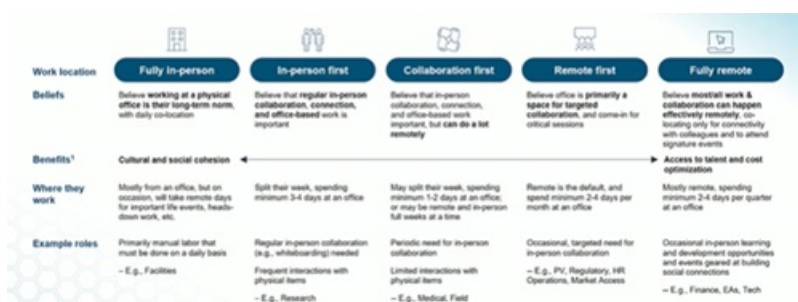 Work location
Fully in-person
In-person first
Collaboration first
Remote first
Fully remote
Beliefs
Believe working at a physical
office is their long-term norm,
with daily co-location
Believe that regular in-person
collaboration, connection,
and office-based work is
important
Believe that in-person
collaboration, connection,
and office-based work
important, but can do a lot
remotely
Believe office is primarily a
space for targeted
collaboration, and come-in for
critical sessions
Believe most/all work &
collaboration can happen
effectively remotely, co-
locating only for connectivity
with colleagues and to attend
signature events
Benefits¹
Cultural and social cohesion
Access to talent and cost
optimization
Where they
work
Mostly from an office, but on
occasion, will take remote days
for important life events, heads-
down work, etc.
Split their week, spending
minimum 3-4 days at an office
May split their week, spending
minimum 1-2 days at an office;
or may be remote and in-person
full weeks at a time
Remote is the default, and
spend minimum 2-4 days per
month at an office
Mostly remote, spending
minimum 2-4 days per quarter
at an office
Example roles
Primarily manual labor that
must be done on a daily basis
– E.g., Facilities
Regular in-person collaboration
(e.g., whiteboarding) needed
Frequent interactions with
physical items
– E.g., Research
Periodic need for in-person
collaboration
Limited interactions with
physical items
– E.g., Medical, Field
Occasional, targeted need for
in-person collaboration
– E.g., PV, Regulatory, HR
Operations, Market Access
Occasional in-person learning
and development opportunities
and events geared at building
social connections
– E.g., Finance, EAs, Tech